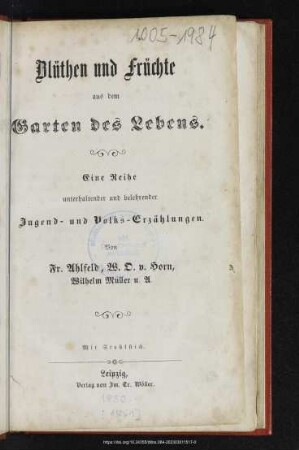 1005-1984
Blüthen und Früchte
aus dem
Garten des Lebens.
Eine Reihe
unterhaltender und belehrender
Jugend- und Volks-Erzählungen.
Von
Fr. Ahlfeld, W. O. v. Horn,
Wilhelm Müller u. A.
Mit Stahlstich.
Leipzig,
Verlag von Im. Tr. Wöller.